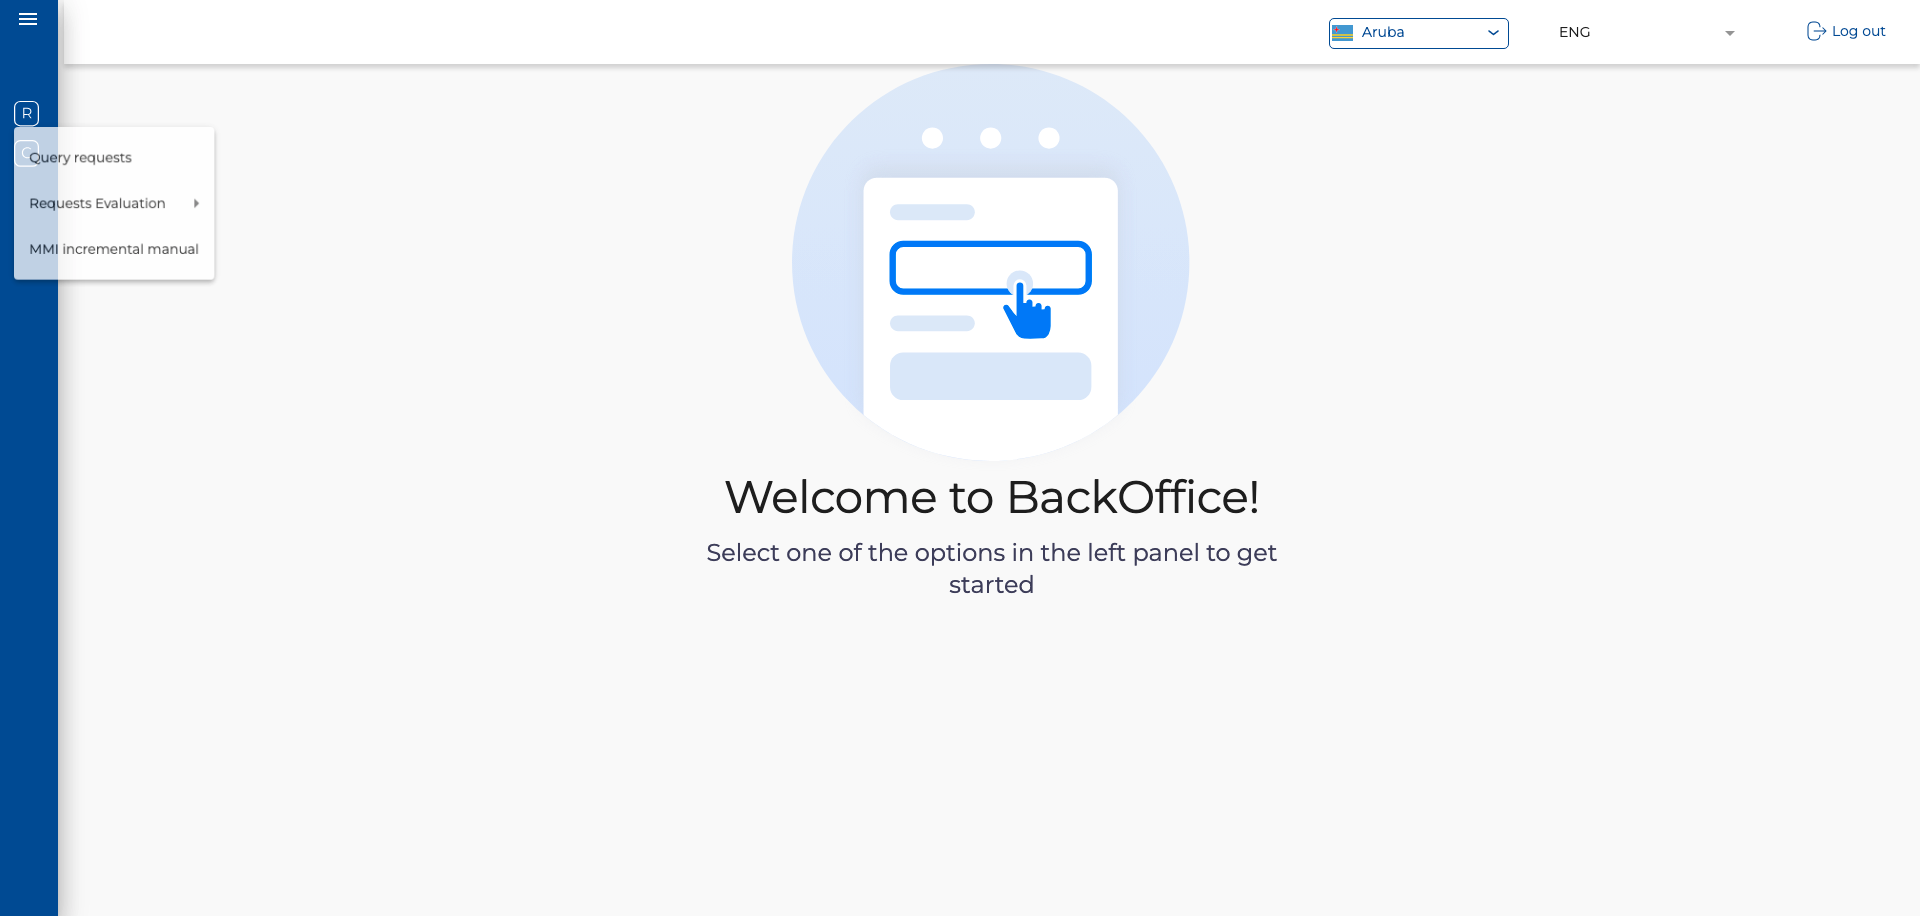 Aruba
ENG
Log out
R
C
Query requests
Requests Evaluation
MMI incremental manual
Welcome to BackOffice!
Select one of the options in the left panel to get
started